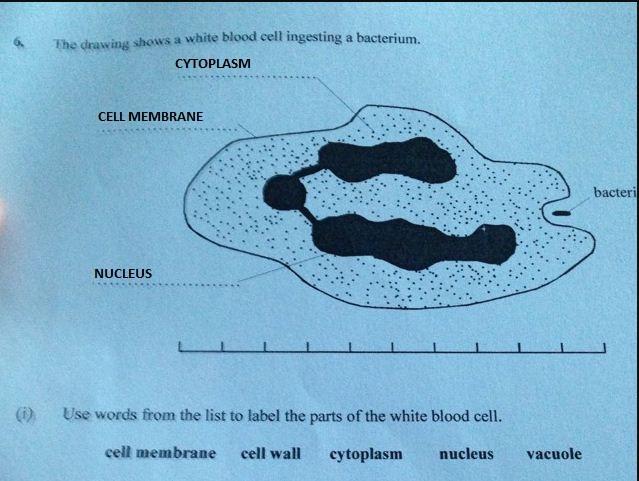 6. The drawing shows a white blood cell ingesting a bacterium.
CYTOPLASM
CELL MEMBRANE
bacteri
NUCLEUS
(i) Use words from the list to label the parts of the white blood cell.
cell membrane cell wall cytoplasm nucleus vacuole